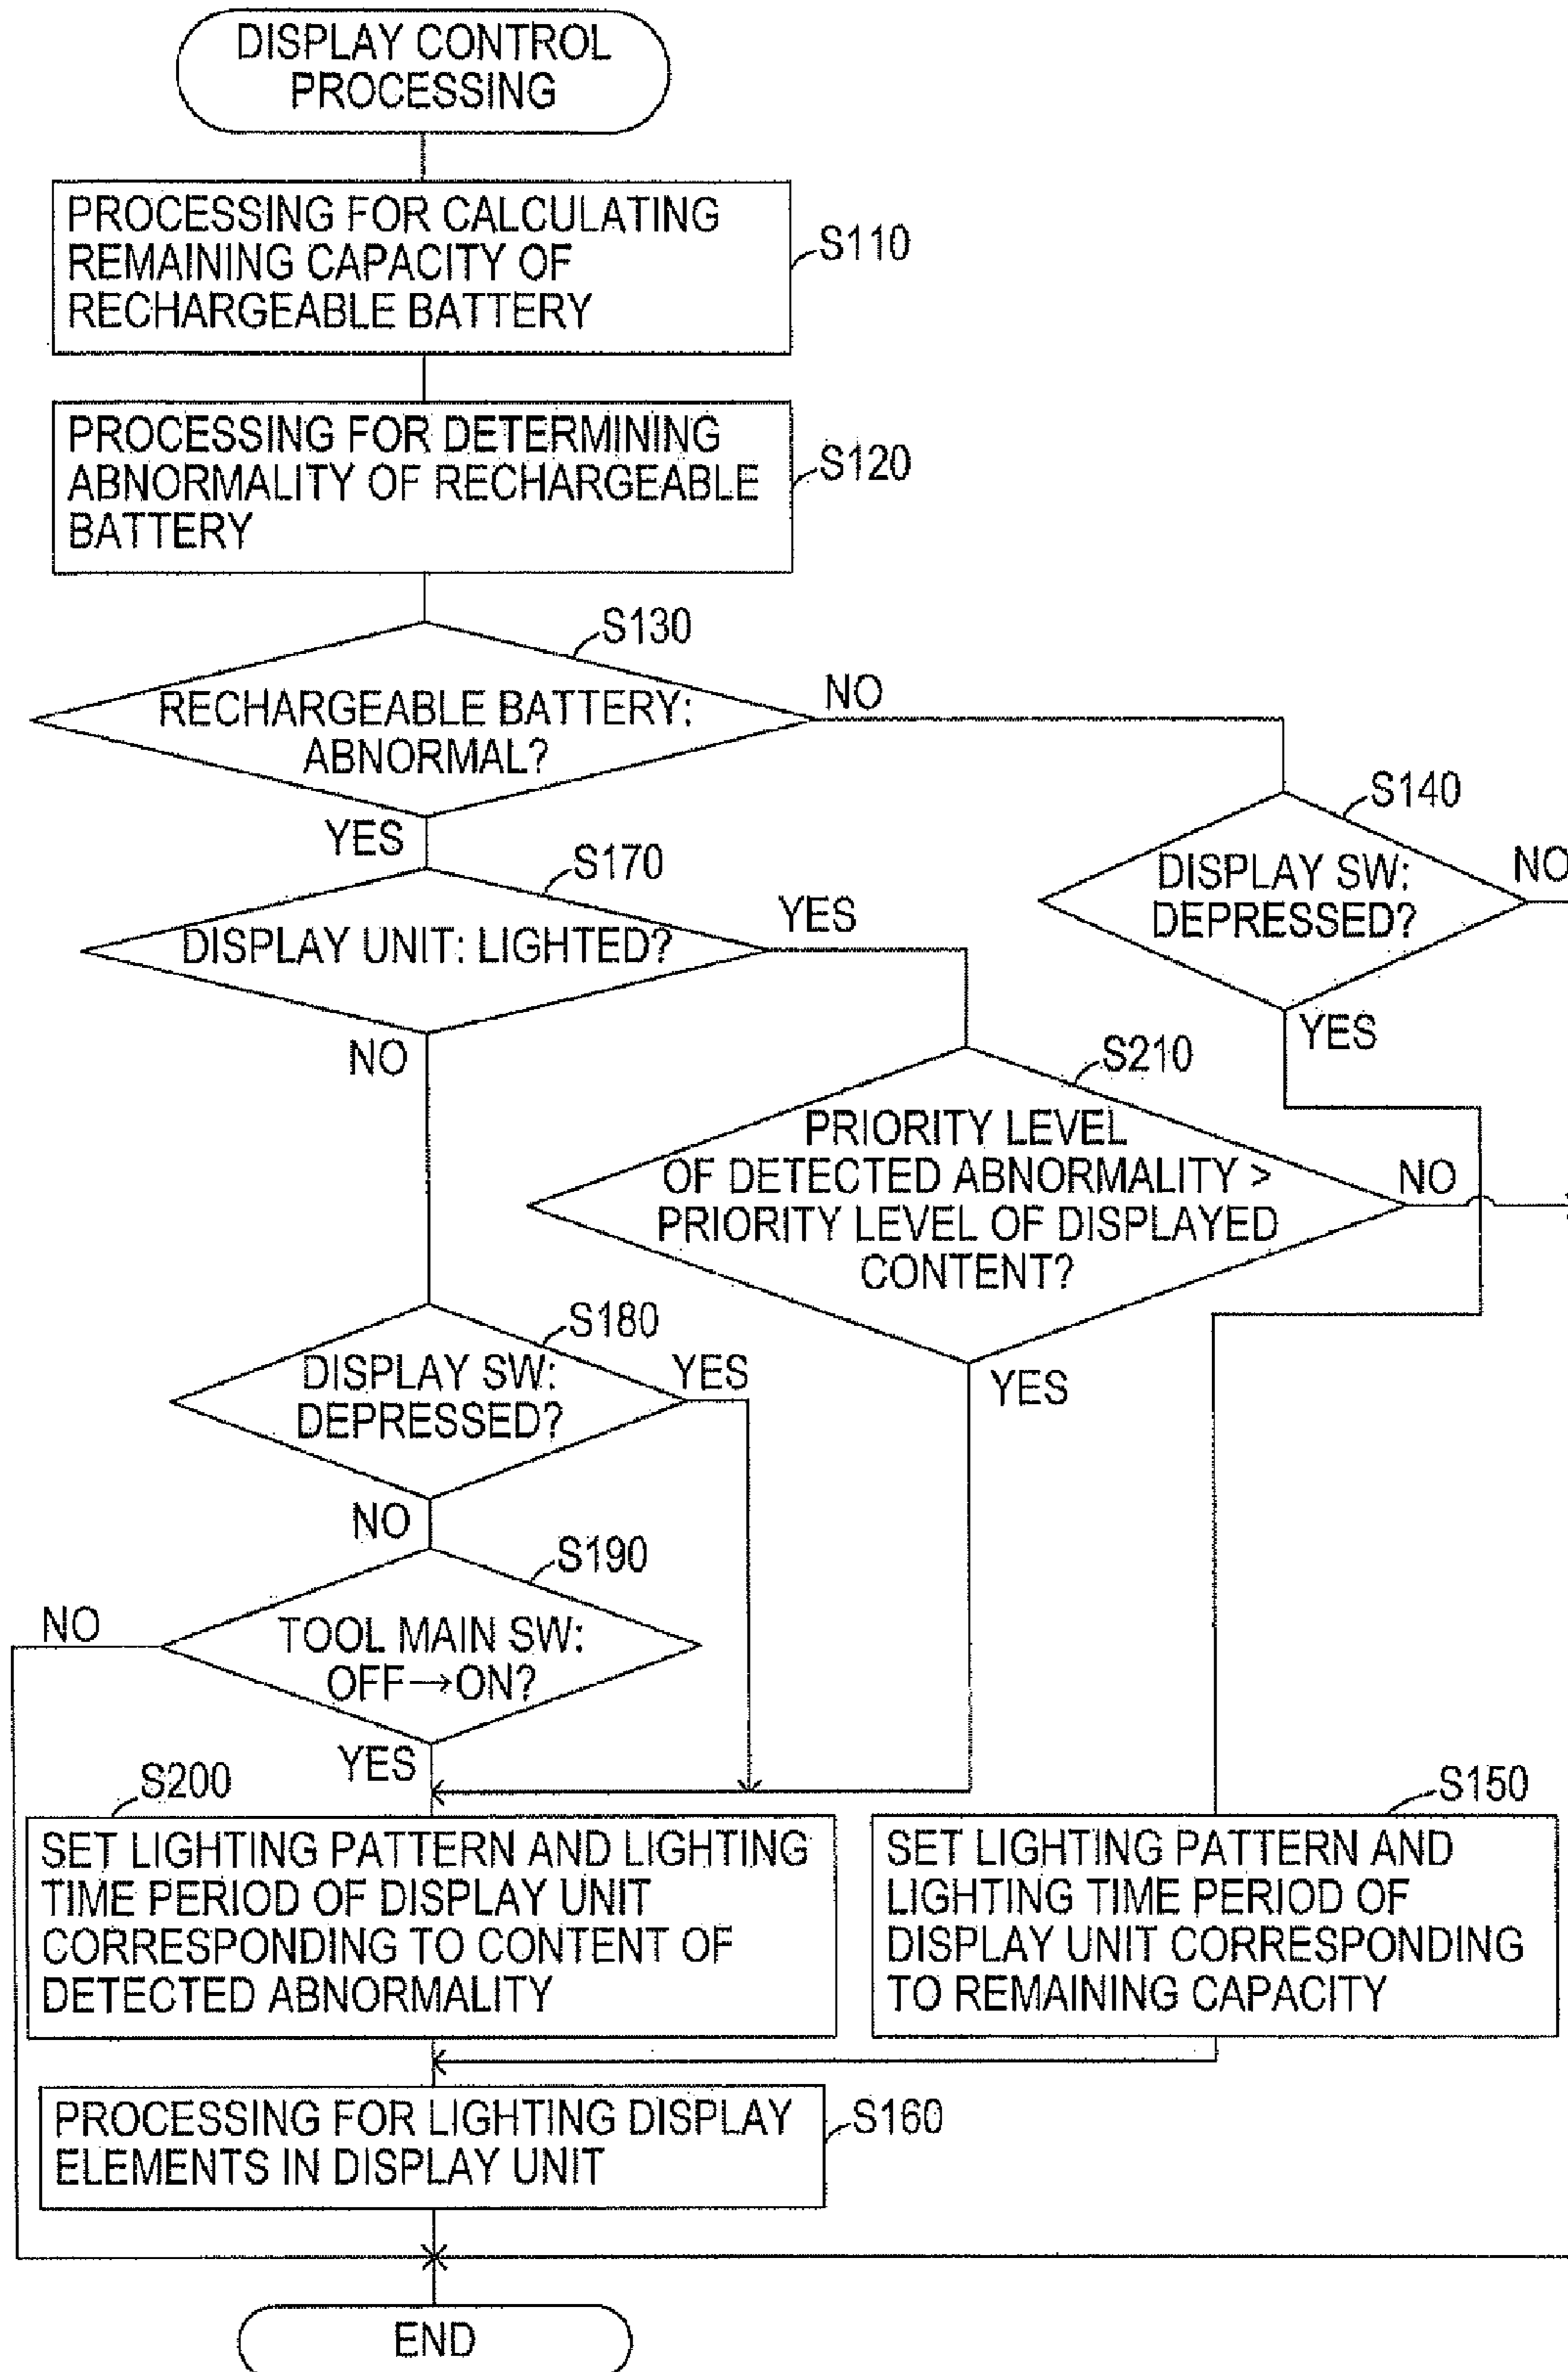 DISPLAY CONTROL
PROCESSING
PROCESSING FOR CALCULATING
REMAINING CAPACITY OF
RECHARGEABLE BATTERY
S110
PROCESSING FOR DETERMINING
ABNORMALITY OF RECHARGEABLE
BATTERY
S120
S130
RECHARGEABLE BATTERY:
ABNORMAL?
NO
YES
S140
DISPLAY SW:
DEPRESSED?
NO
YES
S170
DISPLAY UNIT: LIGHTED?
YES
NO
S210
PRIORITY LEVEL
OF DETECTED ABNORMALITY >
PRIORITY LEVEL OF DISPLAYED
CONTENT?
NO
YES
S180
DISPLAY SW:
DEPRESSED?
YES
NO
S190
TOOL MAIN SW:
OFF→ON?
NO
YES
S200
SET LIGHTING PATTERN AND LIGHTING
TIME PERIOD OF DISPLAY UNIT
CORRESPONDING TO CONTENT OF
DETECTED ABNORMALITY
S150
SET LIGHTING PATTERN AND
LIGHTING TIME PERIOD OF
DISPLAY UNIT CORRESPONDING
TO REMAINING CAPACITY
PROCESSING FOR LIGHTING DISPLAY
ELEMENTS IN DISPLAY UNIT
S160
END